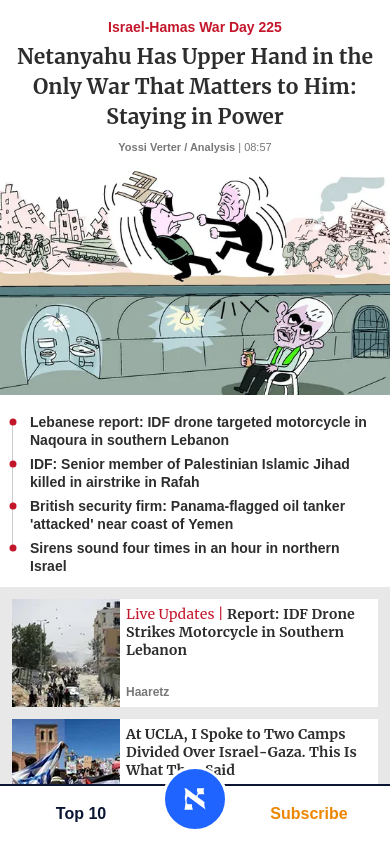 Israel-Hamas War Day 225
Netanyahu Has Upper Hand in the
Only War That Matters to Him:
Staying in Power
Yossi Verter / Analysis | 08:57
Lebanese report: IDF drone targeted motorcycle in
Naqoura in southern Lebanon
IDF: Senior member of Palestinian Islamic Jihad
killed in airstrike in Rafah
British security firm: Panama-flagged oil tanker
'attacked' near coast of Yemen
Sirens sound four times in an hour in northern
Israel
Live Updates | Report: IDF Drone
Strikes Motorcycle in Southern
Lebanon
Haaretz
At UCLA, I Spoke to Two Camps
Divided Over Israel-Gaza. This Is
What Said
Top 10
Subscribe